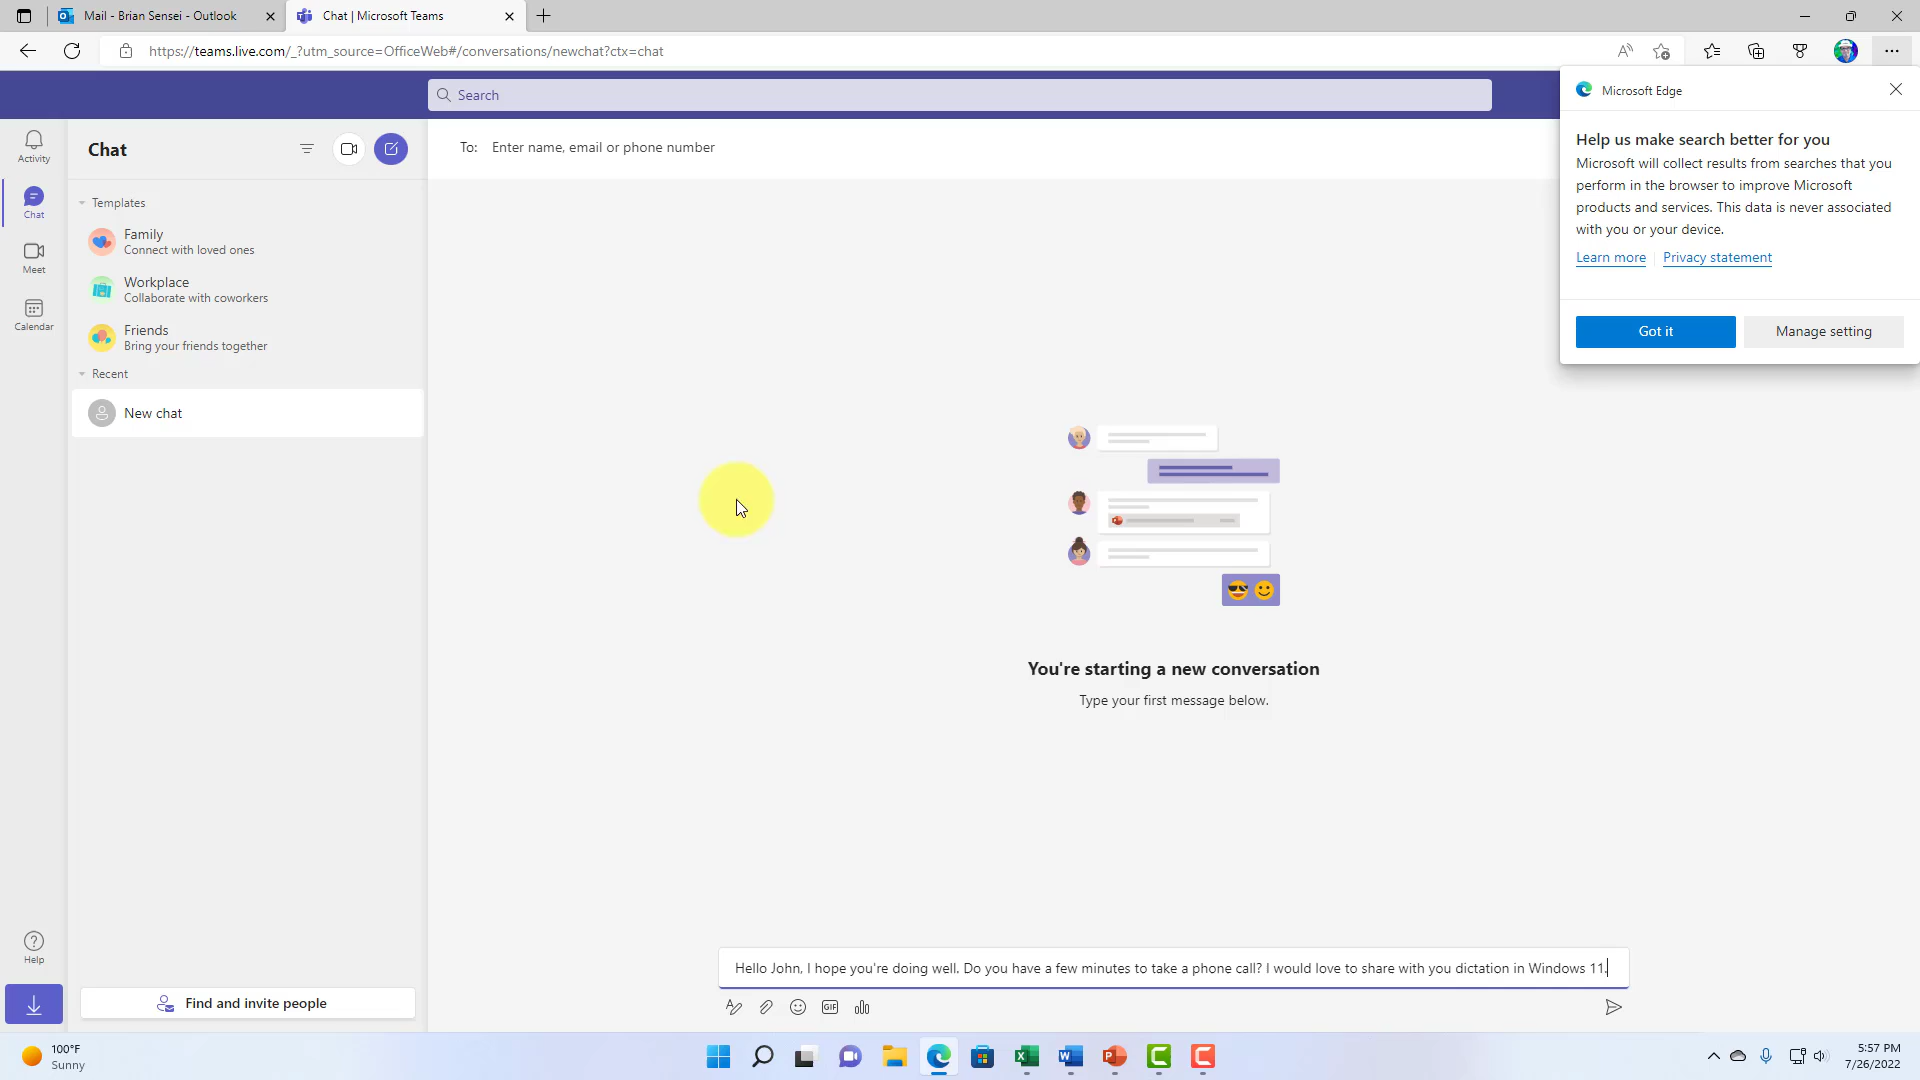 Mail - Brian Sensei - Outlook
Chat | Microsoft Teams
https://teams.live.com/_?utm_source=OfficeWeb#/conversations/newchat?ctx=chat
Search
Microsoft Edge
Help us make search better for you
Microsoft will collect results from searches that you
perform in the browser to improve Microsoft
products and services. This data is never associated
with you or your device.
Learn more
Privacy statement
Got it
Manage setting
Activity
Chat
Meet
Calendar
Help
Chat
Templates
Family
Connect with loved ones
Workplace
Collaborate with coworkers
Friends
Bring your friends together
Recent
New chat
Find and invite people
To: Enter name, email or phone number
You're starting a new conversation
Type your first message below.
Hello John, I hope you're doing well. Do you have a few minutes to take a phone call? I would love to share with you dictation in Windows 11.
GIF
100°F
Sunny
5:57 PM
7/26/2022